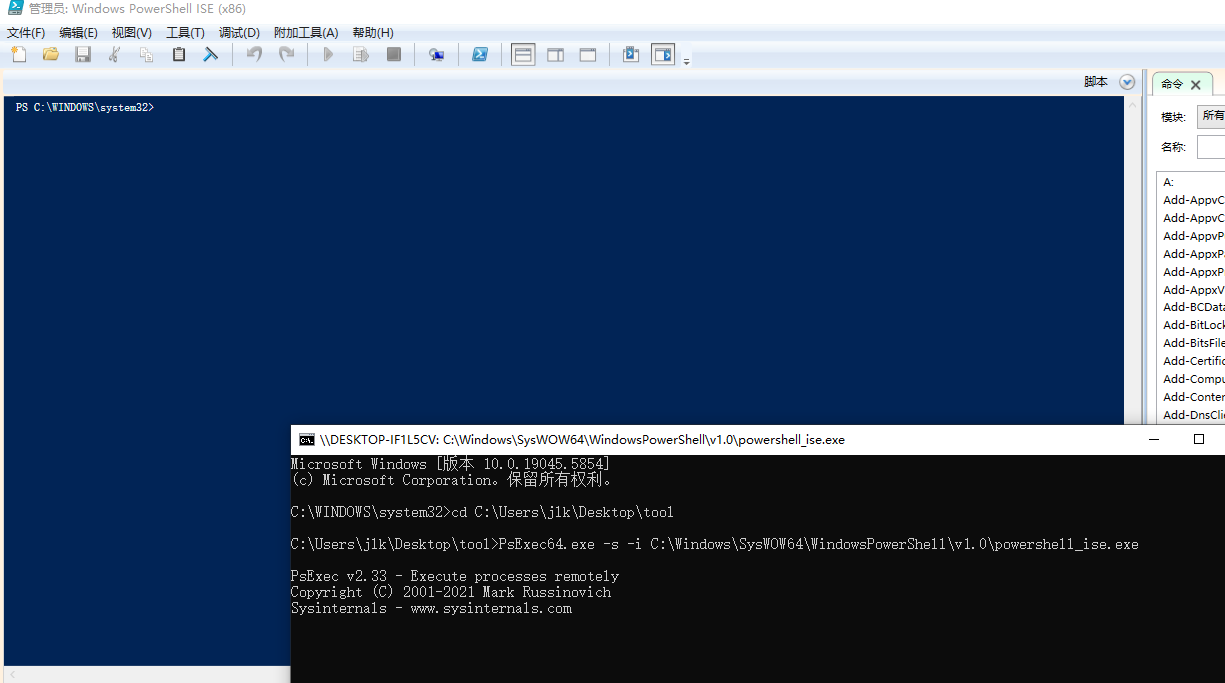 管理员: Windows PowerShell ISE (x86)
文件(F) 编辑(E) 视图(V) 工具(T) 调试(D) 附加工具(A) 帮助(H)
脚本
命令
PS C:\WINDOWS\system32>
模块: 所有
名称:
A:
Add-AppvC
Add-AppvC
Add-AppvP
Add-AppxPa
Add-AppxP
Add-AppxV
Add-BCData
Add-BitLock
Add-BitsFile
Add-Certific
Add-Compu
Add-Conten
Add-DnsClie
\\DESKTOP-IF1L5CV: C:\Windows\SysWOW64\WindowsPowerShell\v1.0\powershell_ise.exe
Microsoft Windows [版本 10.0.19045.5854]
(c) Microsoft Corporation。保留所有权利。
C:\WINDOWS\system32>cd C:\Users\jlk\Desktop\tool
C:\Users\jlk\Desktop\tool>PsExec64.exe -s -i C:\Windows\SysWOW64\WindowsPowerShell\v1.0\powershell_ise.exe
PsExec v2.33 - Execute processes remotely
Copyright (C) 2001-2021 Mark Russinovich
Sysinternals - www.sysinternals.com